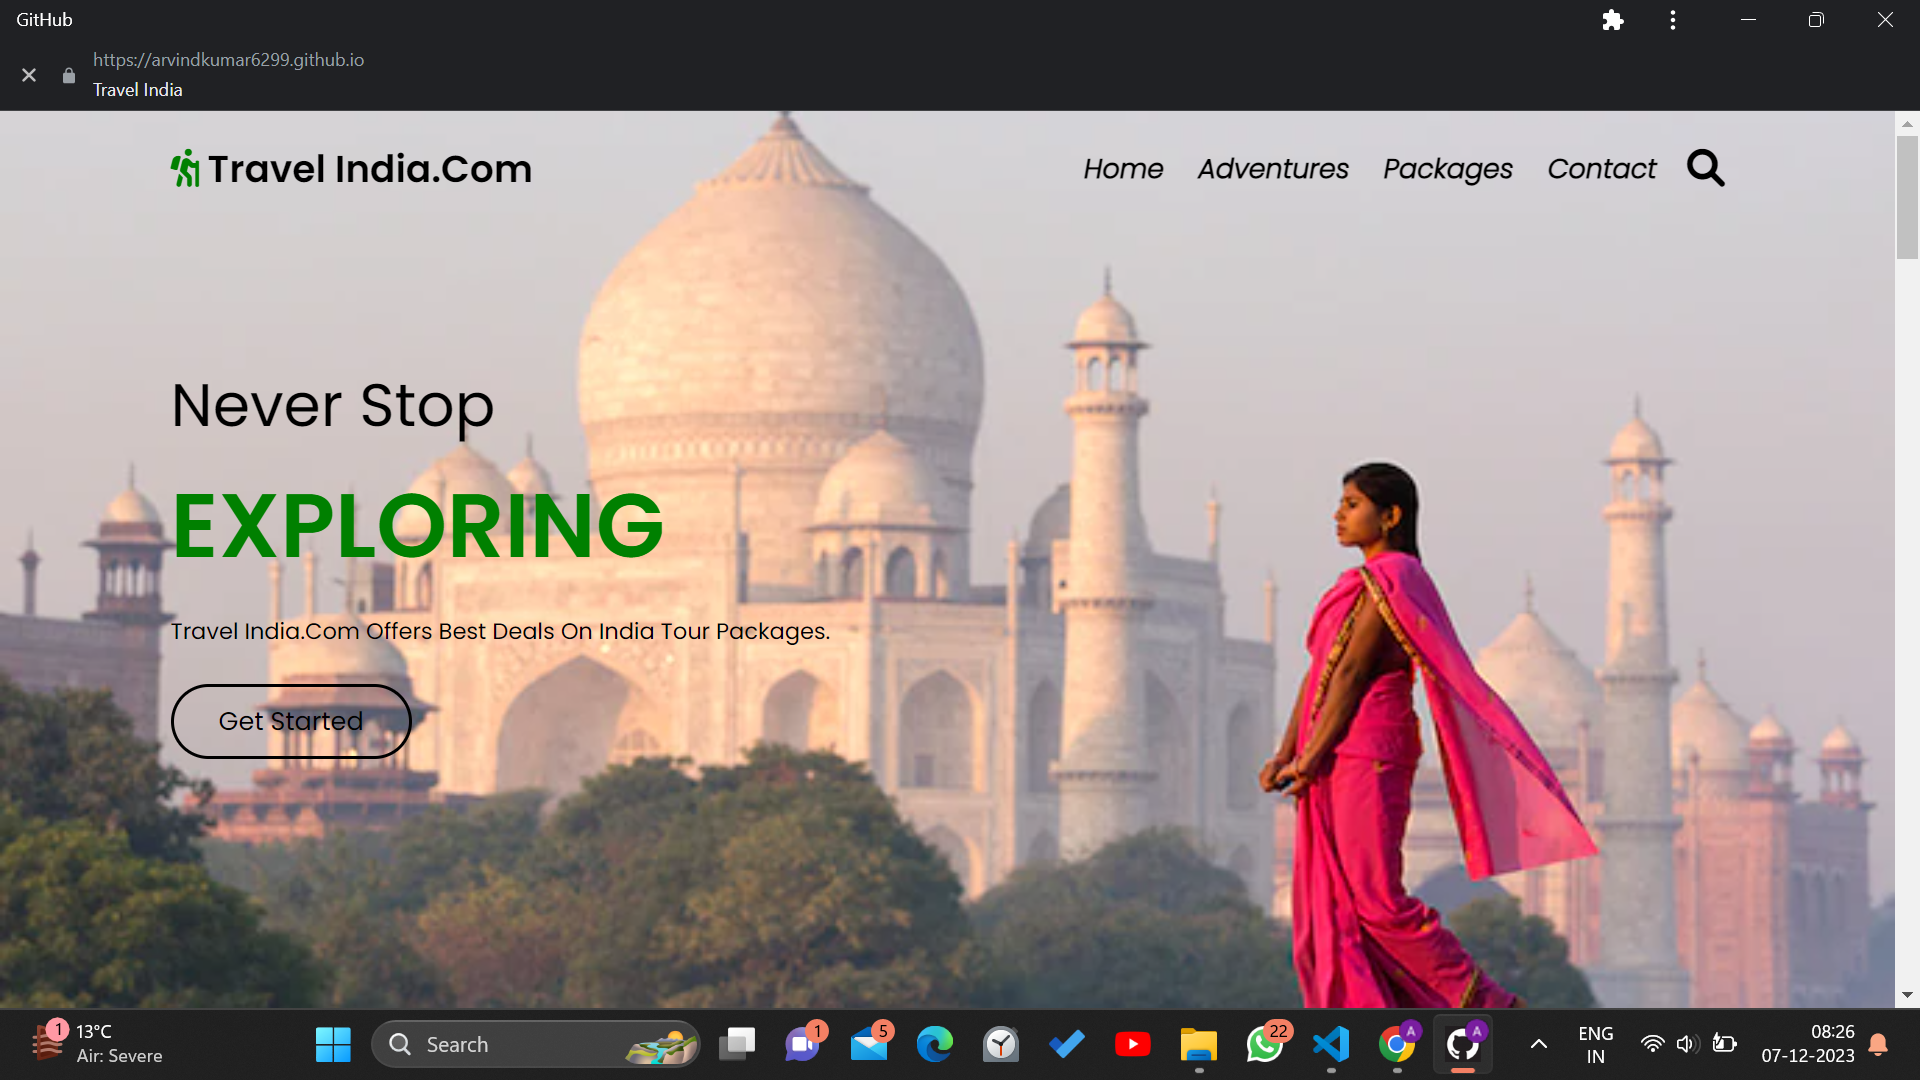 GitHub
https://arvindkumar6299.github.io
Travel India
Travel India.Com
Home Adventures Packages Contact
Never Stop
EXPLORING
Travel India.Com Offers Best Deals On India Tour Packages.
Get Started
1
13°C
Air: Severe
Search
1
5
22
A
A
ENG
IN
08:26
07-12-2023